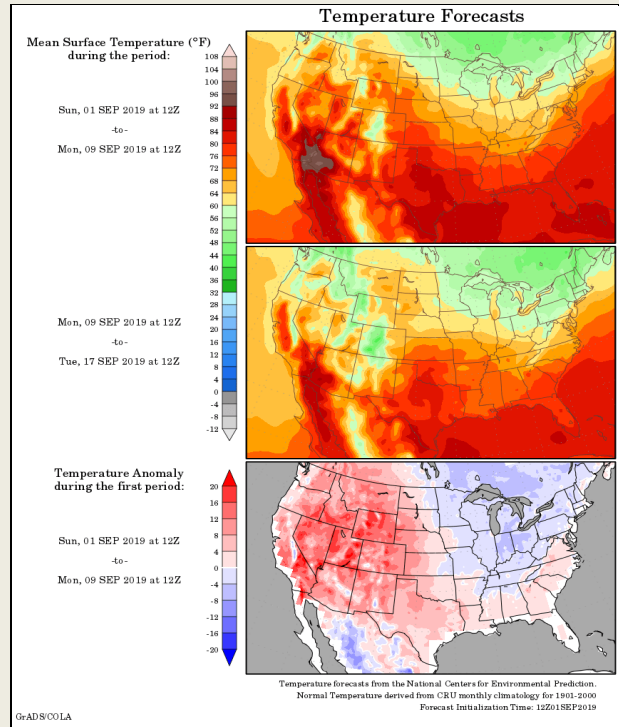 Temperature Forecasts
Mean Surface Temperature (°F)
during the period:
108
104
100
96
92
88
84
80
76
72
68
64
60
56
52
48
44
40
36
32
28
24
20
16
12
8
4
0
-4
-8
-12
Sun, 01 SEP 2019 at 12Z
-to-
Mon, 09 SEP 2019 at 12Z
Mon, 09 SEP 2019 at 12Z
-to-
Tue, 17 SEP 2019 at 12Z
Temperature Anomaly
during the first period:
20
16
12
8
4
0
-4
-8
-12
-16
-20
Sun, 01 SEP 2019 at 12Z
-to-
Mon, 09 SEP 2019 at 12Z
Temperature forecasts from the National Centers for Environmental Prediction.
Normal Temperature derived from CRU monthly climatology for 1901-2000
Forecast Initialization Time: 12Z01SEP2019
GrADS/COLA